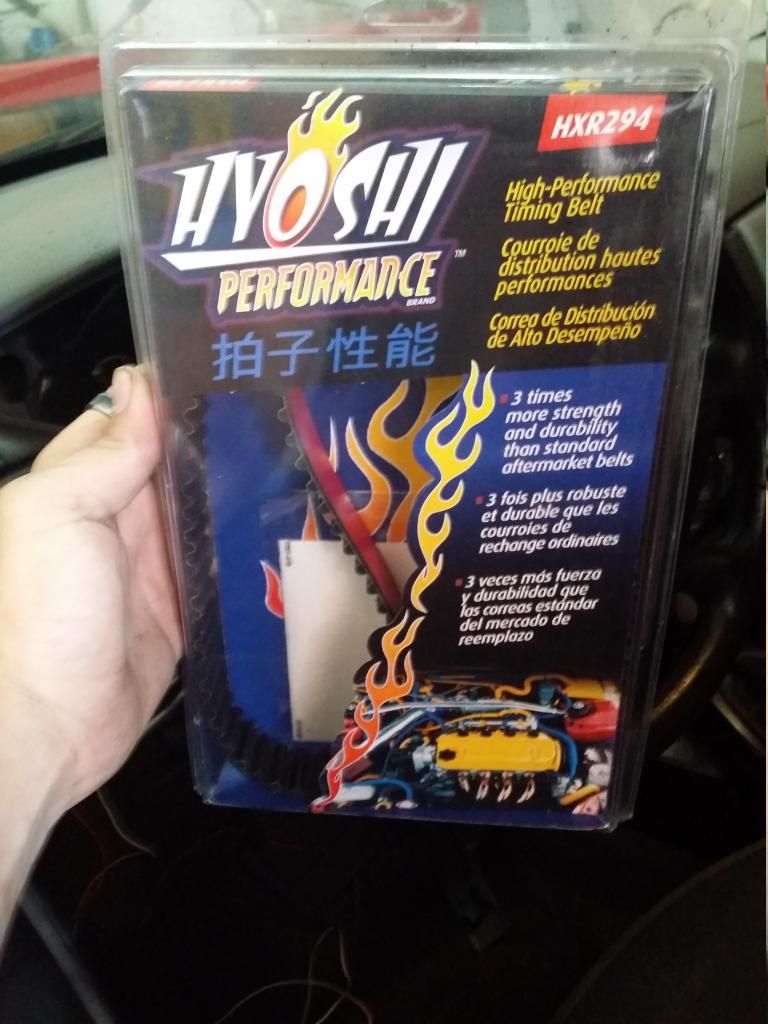 HXR294
HYOSHI
PERFORMANCE™
BRAND
拍子性能
High-Performance
Timing Belt
Courroie de
distribution hautes
performances
Correa de Distribución
de Alto Desempeño
3 times
more strength
and durability
than standard
aftermarket belts
3 fois plus robuste
et durable que les
courroies de
rechange ordinaires
3 veces más fuerza
y durabilidad que
las correas estándar
del mercado de
reemplazo